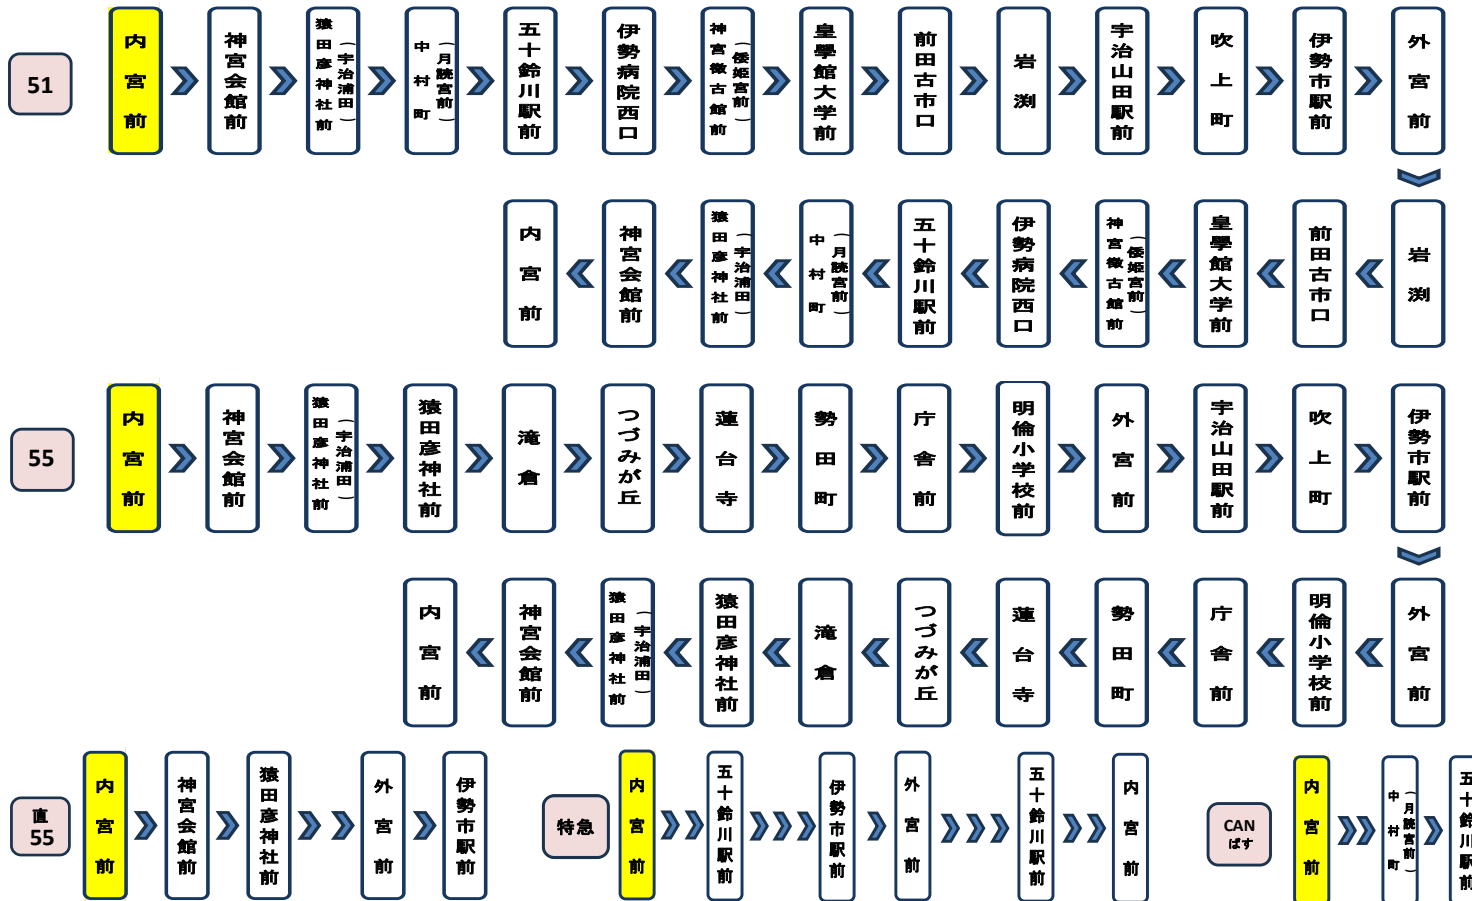 51
内宮前
神宮会館前
猿田彦神社前
(宇治浦田)
中村町
(月読宮前)
五十鈴川駅前
伊勢病院西口
神宮徴古館前
(倭姫宮前)
皇學館大学前
前田古市口
岩渕
宇治山田駅前
吹上町
伊勢市駅前
外宮前
岩渕
前田古市口
皇學館大学前
神宮徴古館前
(倭姫宮前)
伊勢病院西口
五十鈴川駅前
中村町
(月読宮前)
猿田彦神社前
(宇治浦田)
神宮会館前
内宮前
55
内宮前
神宮会館前
猿田彦神社前
(宇治浦田)
猿田彦神社前
滝倉
つづみが丘
蓮台寺
勢田町
庁舎前
明倫小学校前
外宮前
宇治山田駅前
吹上町
伊勢市駅前
外宮前
明倫小学校前
庁舎前
勢田町
蓮台寺
つづみが丘
滝倉
猿田彦神社前
猿田彦神社前
(宇治浦田)
神宮会館前
内宮前
直
55
内宮前
神宮会館前
猿田彦神社前
外宮前
伊勢市駅前
特急
内宮前
五十鈴川駅前
伊勢市駅前
外宮前
五十鈴川駅前
内宮前
CAN
ばす
内宮前
中村町
(月読宮前)
五十鈴川駅前